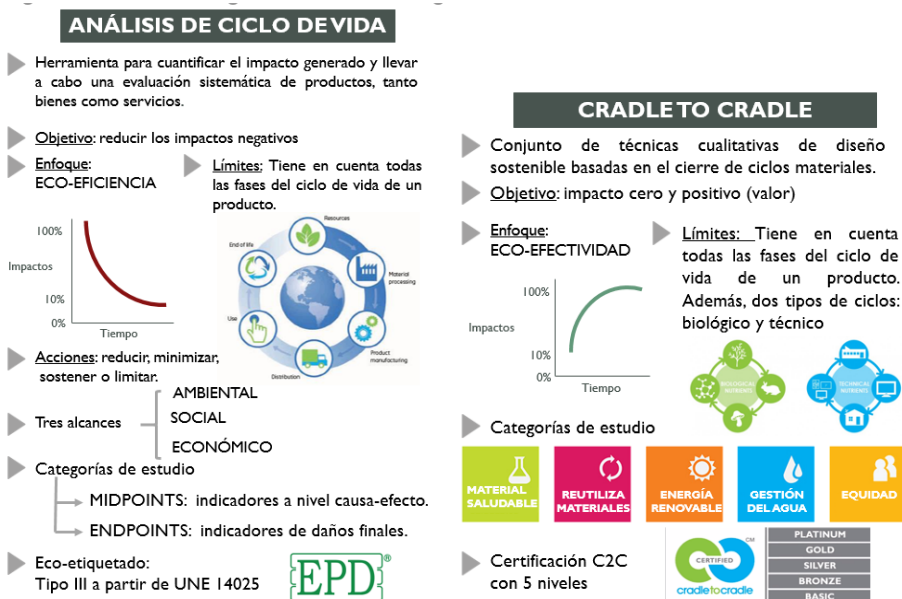 ANÁLISIS DE CICLO DE VIDA
Herramienta para cuantificar el impacto generado y llevar
a cabo una evaluación sistemática de productos, tanto
bienes como servicios.
Objetivo: reducir los impactos negativos
Enfoque:
ECO-EFICIENCIA
Límites: Tiene en cuenta todas
las fases del ciclo de vida de un
producto.
100%
Impactos
10%
0%
Tiempo
Resources
Material
processing
Product
manufacturing
Distribution
Use
End of life
Acciones: reducir, minimizar,
sostener o limitar.
Tres alcances
AMBIENTAL
SOCIAL
ECONÓMICO
Categorías de estudio
MIDPOINTS: indicadores a nivel causa-efecto.
ENDPOINTS: indicadores de daños finales.
Eco-etiquetado:
Tipo III a partir de UNE 14025
EPD®
CRADLE TO CRADLE
Conjunto de técnicas cualitativas de diseño
sostenible basadas en el cierre de ciclos materiales.
Objetivo: impacto cero y positivo (valor)
Enfoque:
ECO-EFECTIVIDAD
Límites: Tiene en cuenta
todas las fases del ciclo de
vida de un producto.
Además, dos tipos de ciclos:
biológico y técnico
100%
Impactos
10%
0%
Tiempo
BIOLOGICAL
NUTRIENTS
TECHNICAL
NUTRIENTS
Categorías de estudio
MATERIAL
SALUDABLE
REUTILIZA
MATERIALES
ENERGÍA
RENOVABLE
GESTIÓN
DEL AGUA
EQUIDAD
Certificación C2C
con 5 niveles
CERTIFIED
CM
cradletocradle
PLATINUM
GOLD
SILVER
BRONZE
BASIC